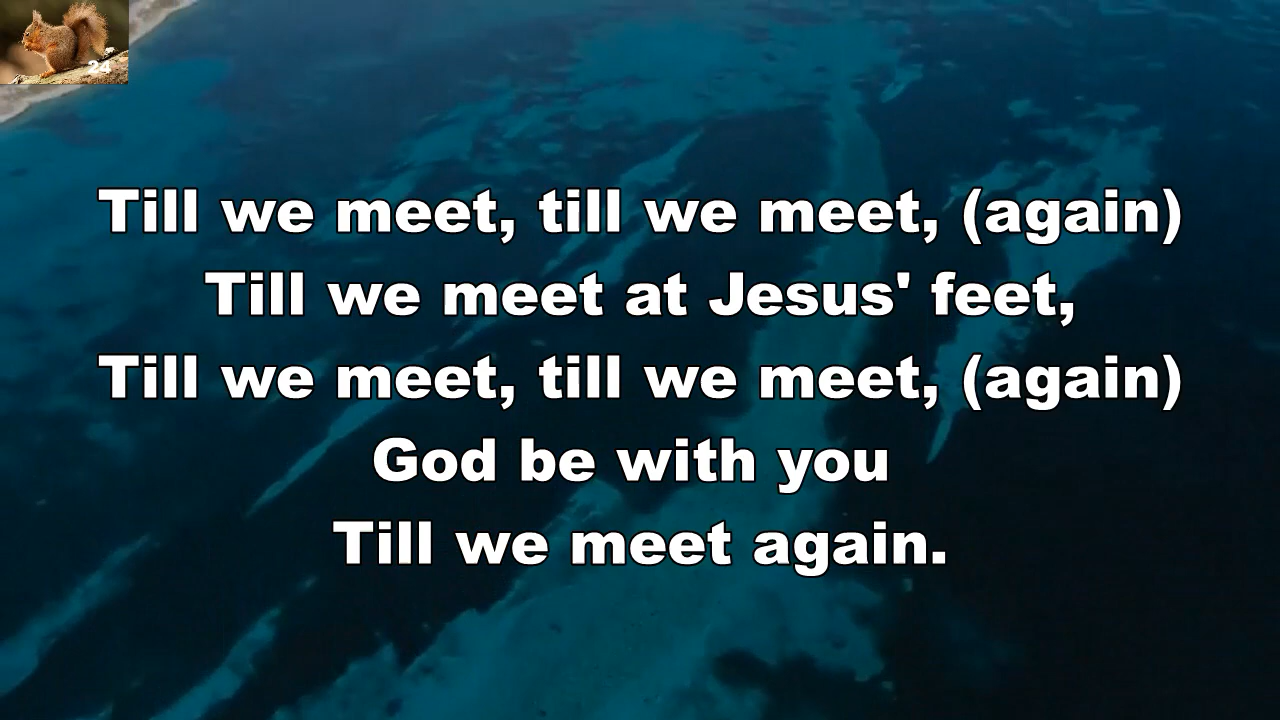 24
Till we meet, till we meet, (again)
Till we meet at Jesus' feet,
Till we meet, till we meet, (again)
God be with you
Till we meet again.